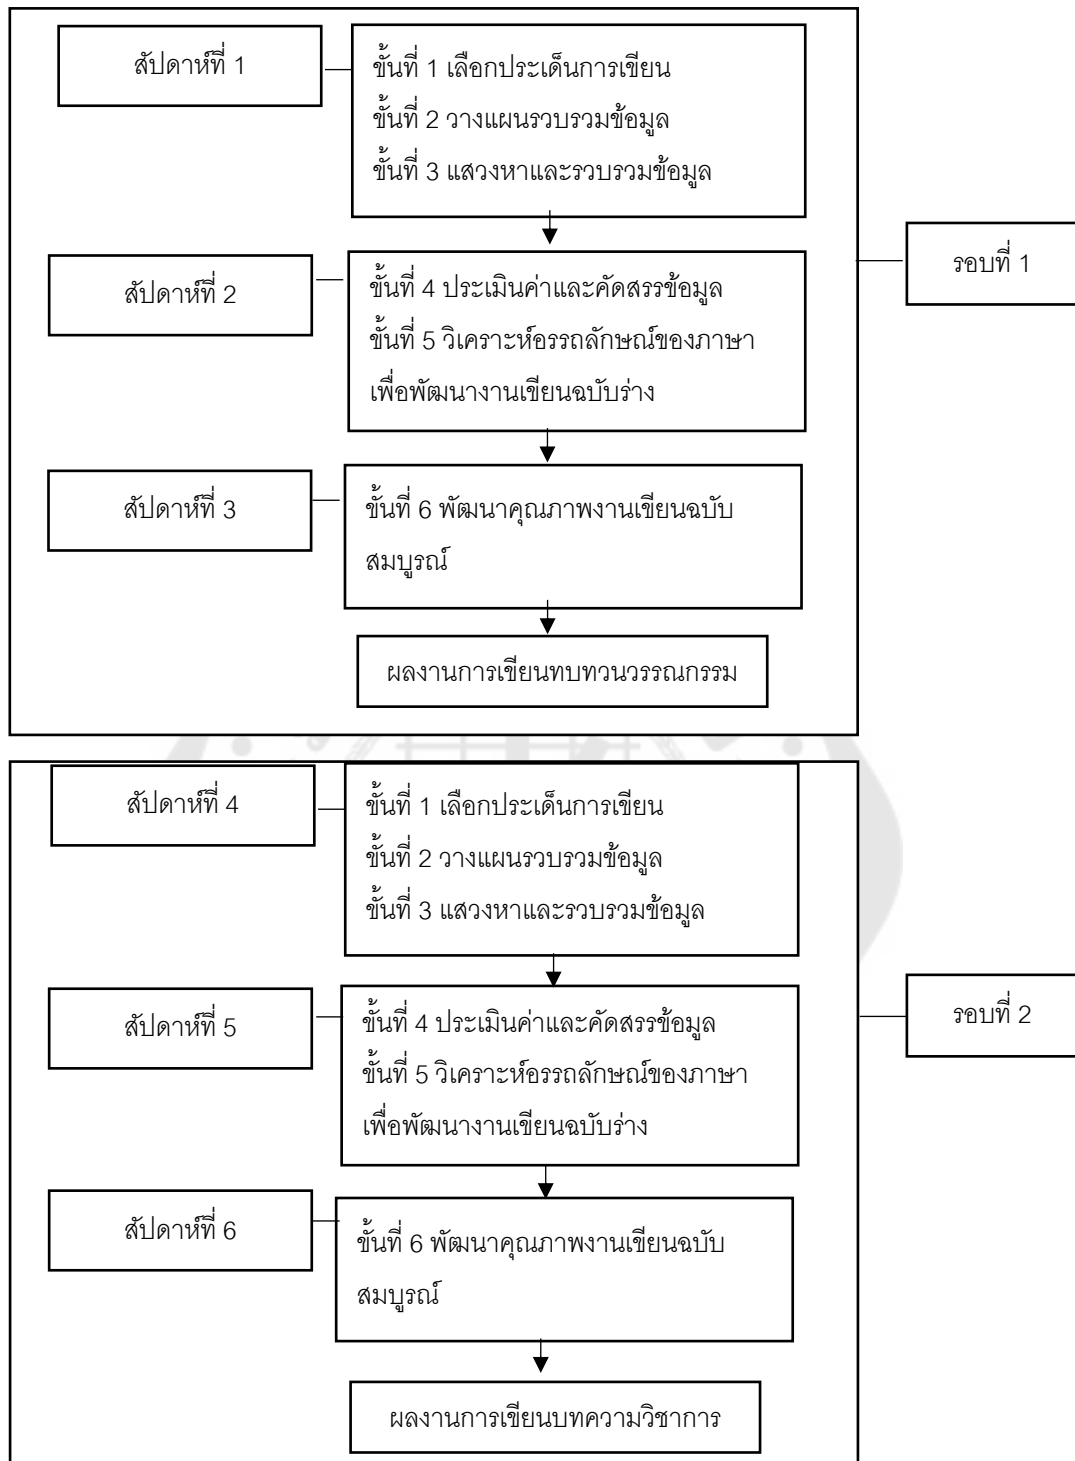 สัปดาห์ที่ 1
ขั้นที่ 1 เลือกประเด็นการเขียน
ขั้นที่ 2 วางแผนรวบรวมข้อมูล
ขั้นที่ 3 แสวงหาและรวบรวมข้อมูล
รอบที่ 1
สัปดาห์ที่ 2
ขั้นที่ 4 ประเมินค่าและคัดสรรข้อมูล
ขั้นที่ 5 วิเคราะห์อรรถลักษณ์ของภาษา
เพื่อพัฒนางานเขียนฉบับร่าง
สัปดาห์ที่ 3
ขั้นที่ 6 พัฒนาคุณภาพงานเขียนฉบับ
สมบูรณ์
ผลงานการเขียนทบทวนวรรณกรรม
สัปดาห์ที่ 4
ขั้นที่ 1 เลือกประเด็นการเขียน
ขั้นที่ 2 วางแผนรวบรวมข้อมูล
ขั้นที่ 3 แสวงหาและรวบรวมข้อมูล
รอบที่ 2
สัปดาห์ที่ 5
ขั้นที่ 4 ประเมินค่าและคัดสรรข้อมูล
ขั้นที่ 5 วิเคราะห์อรรถลักษณ์ของภาษา
เพื่อพัฒนางานเขียนฉบับร่าง
สัปดาห์ที่ 6
ขั้นที่ 6 พัฒนาคุณภาพงานเขียนฉบับ
สมบูรณ์
ผลงานการเขียนบทความวิชาการ